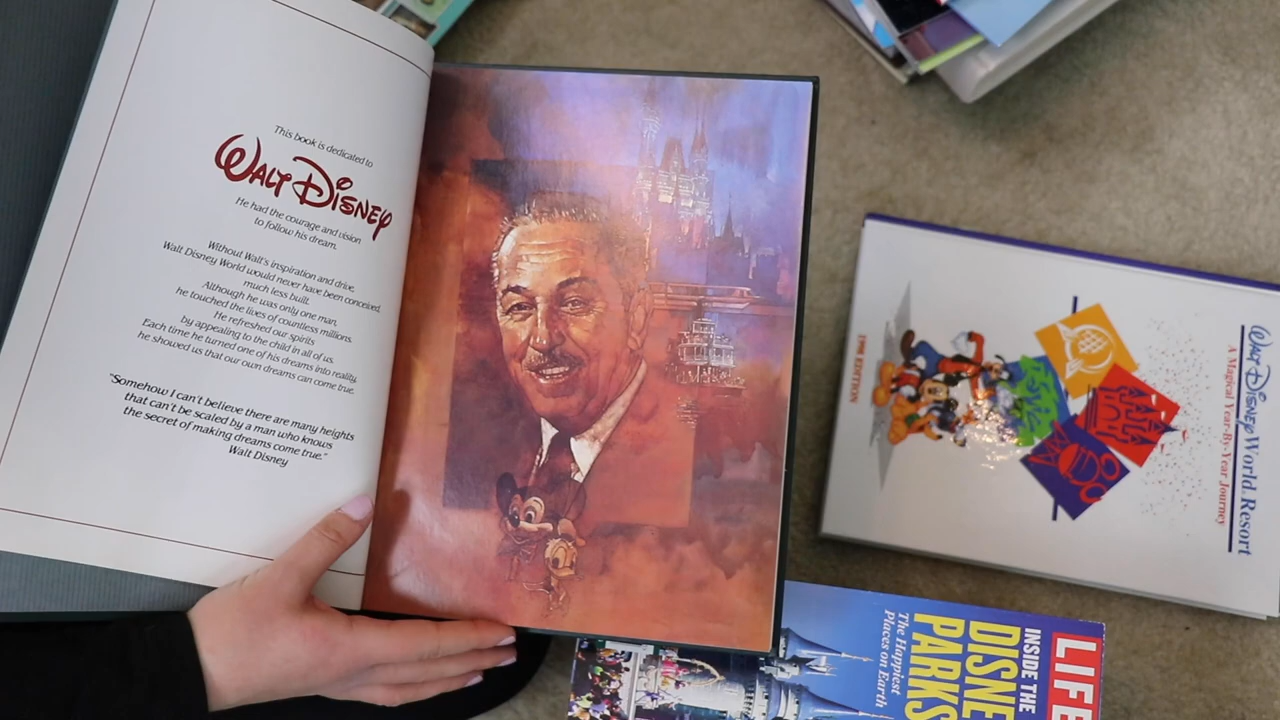 This book is dedicated to
WALT DISNEY
He had the courage and vision
to follow his dream.
Without Walt's inspiration and drive,
Walt Disney World would never have been conceived,
much less built.
Although he was only one man,
he touched the lives of countless millions.
He refreshed our spirits
by appealing to the child in all of us.
Each time he turned one of his dreams into reality,
he showed us that our own dreams can come true.
"Somehow I can't believe there are many heights
that can't be scaled by a man who knows
the secret of making dreams come true."
Walt Disney
WALT DISNEY World Resort
A Magical Year-By-Year Journey
1998 EDITION
LIFE
INSIDE THE
DISNE
PARKS
The Happiest
Places on Earth